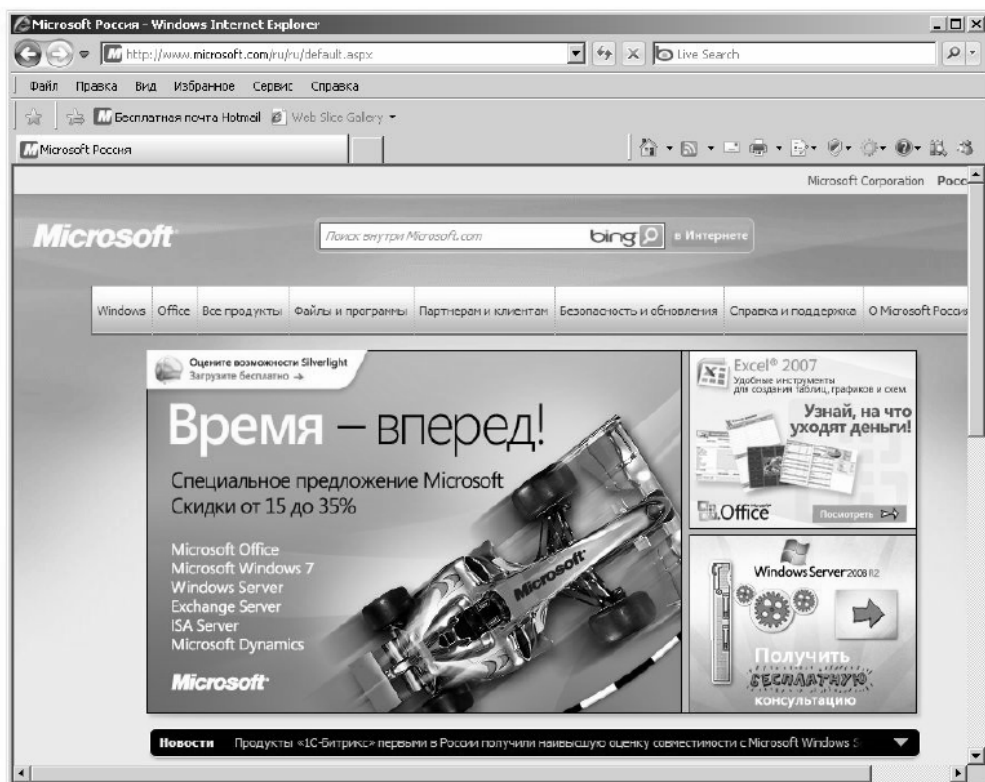 Microsoft Россия - Windows Internet Explorer
http://www.microsoft.com/ru/ru/default.aspx
Live Search
Файл Правка Вид Избранное Сервис Справка
Бесплатная почта Hotmail Web Slice Gallery
Microsoft Россия
Microsoft Corporation Росс
Microsoft
Поиск внутри Microsoft.com bing в Интернете
Windows Office Все продукты Файлы и программы Партнерам и клиентам Безопасность и обновления Справка и поддержка О Microsoft Россия
Оцените возможности Silverlight
Загрузите бесплатно →
Время – вперед!
Специальное предложение Microsoft
Скидки от 15 до 35%
Microsoft Office
Microsoft Windows 7
Windows Server
Exchange Server
ISA Server
Microsoft Dynamics
Microsoft
Microsoft
Excel® 2007
Удобные инструменты
для создания таблиц, графиков и схем
Узнай, на что
уходят деньги!
Office
Посмотреть
Windows Server 2008 R2
Получить
БЕСПЛАТНУЮ
консультацию
Новости Продукты «1С-Битрикс» первыми в России получили наивысшую оценку совместимости с Microsoft Windows S